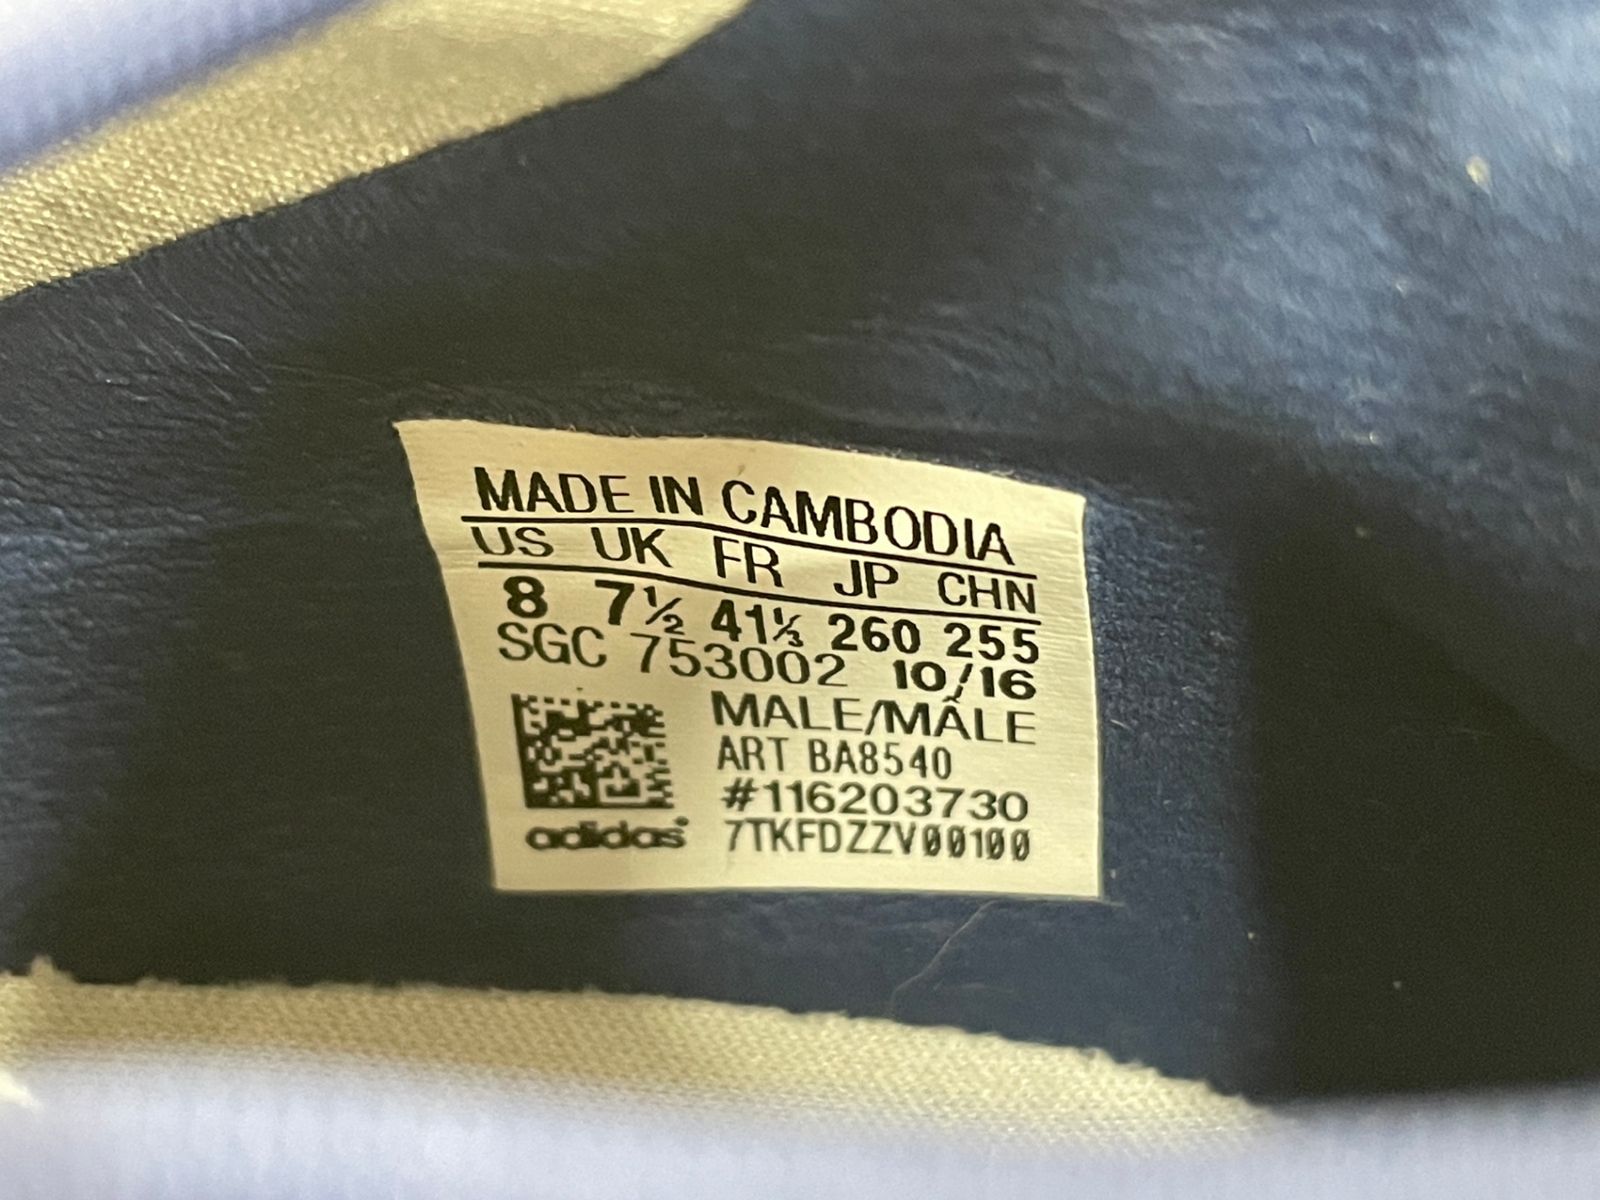 MADE IN CAMBODIA
US UK FR JP CHN
8 7½ 41⅓ 260 255
SGC 753002 10/16
MALE/MÂLE
ART BA8540
#116203730
adidas® 7TKFDZZV00100